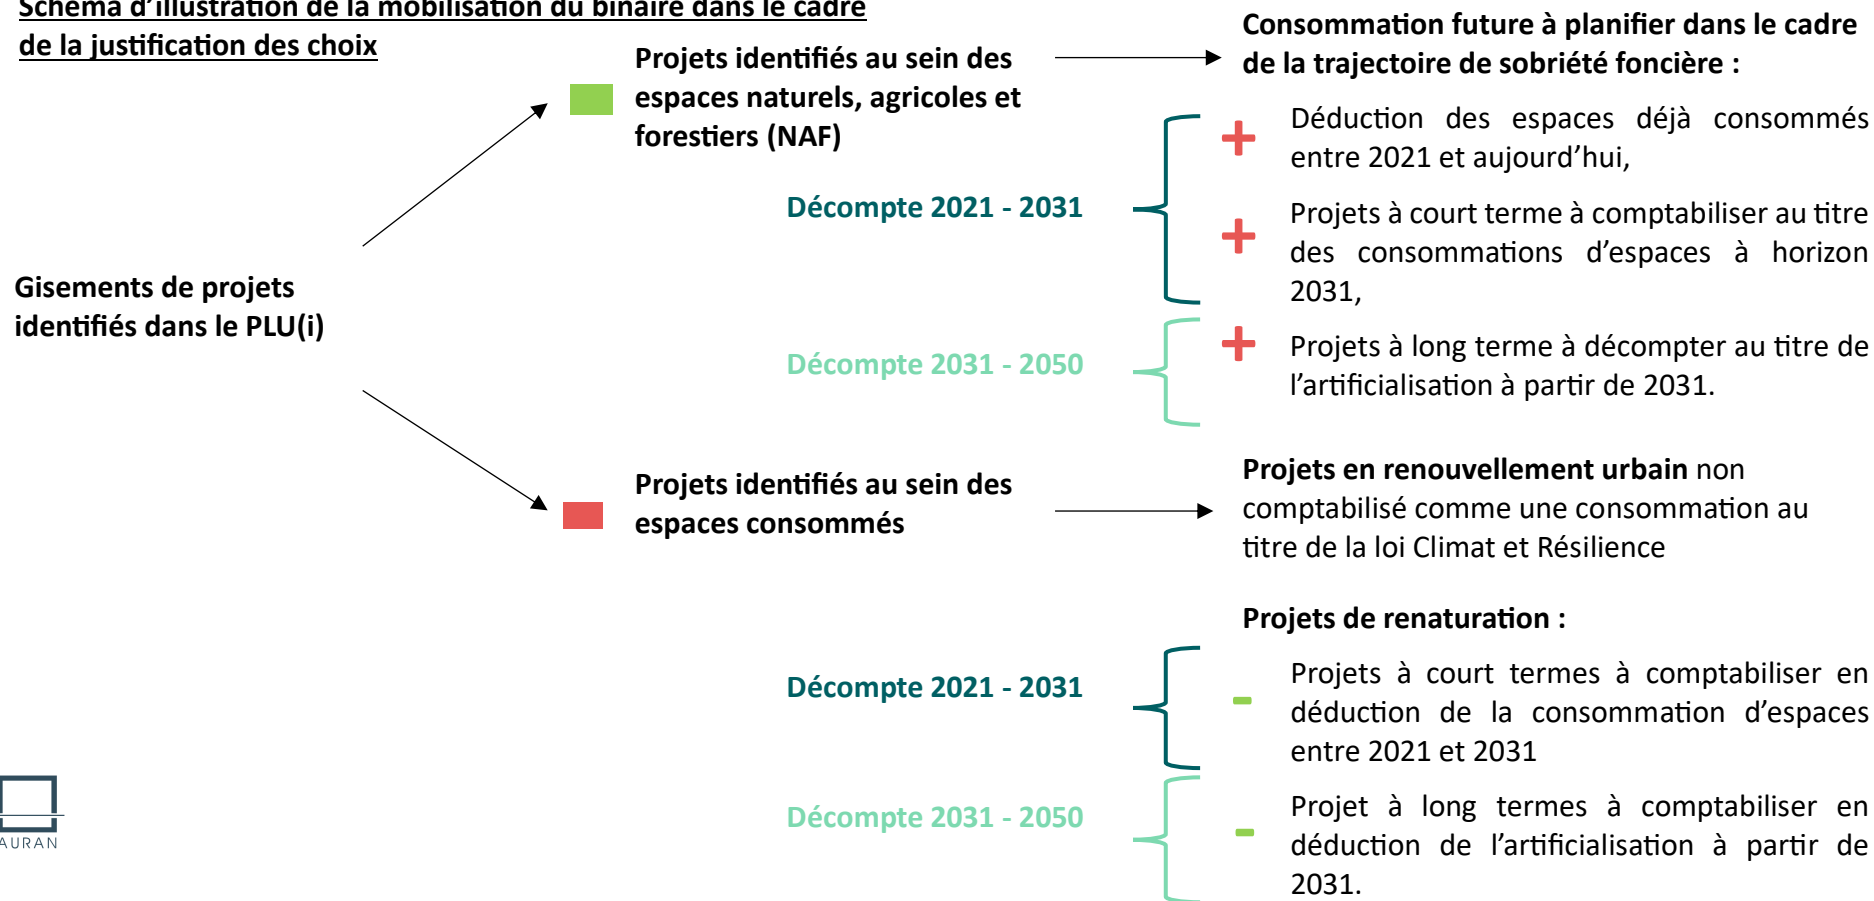 Schéma d'illustration de la mobilisation du binaire dans le cadre
de la justification des choix
Gisements de projets
identifiés dans le PLU(i)
Projets identifiés au sein des
espaces naturels, agricoles et
forestiers (NAF)
Consommation future à planifier dans le cadre
de la trajectoire de sobriété foncière :
Décompte 2021 - 2031
+ Déduction des espaces déjà consommés
entre 2021 et aujourd’hui,
+ Projets à court terme à comptabiliser au titre
des consommations d’espaces à horizon
2031,
Décompte 2031 - 2050
+ Projets à long terme à décompter au titre de
l’artificialisation à partir de 2031.
Projets identifiés au sein des
espaces consommés
Projets en renouvellement urbain non
comptabilisé comme une consommation au
titre de la loi Climat et Résilience
Projets de renaturation :
Décompte 2021 - 2031
- Projets à court termes à comptabiliser en
déduction de la consommation d’espaces
entre 2021 et 2031
Décompte 2031 - 2050
- Projet à long termes à comptabiliser en
déduction de l’artificialisation à partir de
2031.
AURAN